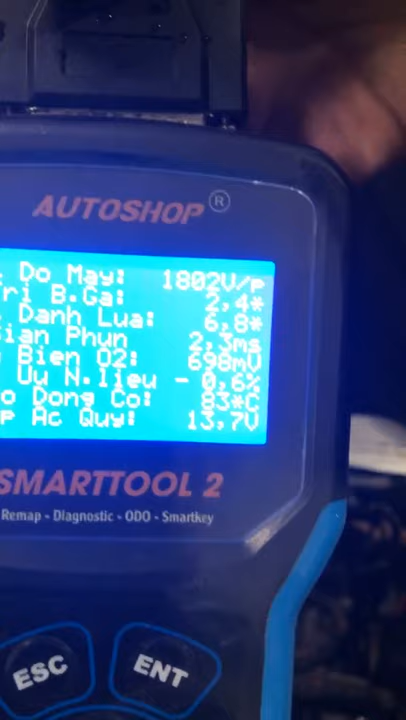 AUTOSHOP®
Do May: 1802V/p
Tri B.Ga: 2,4*
Danh Lua: 6,8*
Gian Phun 2,3ms
Bien O2: 698mV
Uu N.lieu - 0,6%
Do Dong Co: 83*C
Ap Ac Quy: 13,7V
SMARTTOOL 2
Remap - Diagnostic - ODO - Smartkey
ESC
ENT